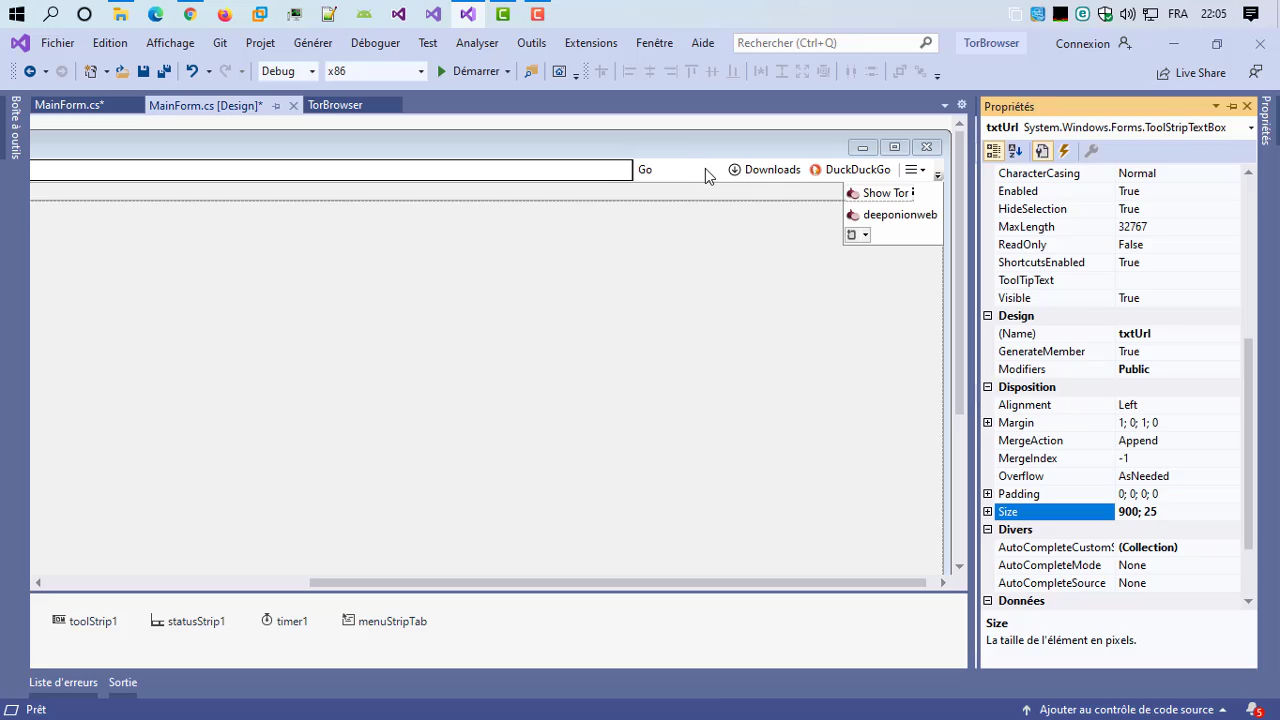 FRA 22:05
Fichier Edition Affichage Git Projet Générer Déboguer Test Analyser Outils Extensions Fenêtre Aide Rechercher (Ctrl+Q) TorBrowser Connexion
Debug x86 Démarrer Live Share
Boîte à outils
MainForm.cs* MainForm.cs [Design]* TorBrowser
Go Downloads DuckDuckGo
Show Tor
deeponionweb
toolStrip1 statusStrip1 timer1 menuStripTab
Propriétés
txtUrl System.Windows.Forms.ToolStripTextBox
CharacterCasing Normal
Enabled True
HideSelection True
MaxLength 32767
ReadOnly False
ShortcutsEnabled True
ToolTipText
Visible True
Design
(Name) txtUrl
GenerateMember True
Modifiers Public
Disposition
Alignment Left
Margin 1; 0; 1; 0
MergeAction Append
MergeIndex -1
Overflow AsNeeded
Padding 0; 0; 0; 0
Size 900; 25
Divers
AutoCompleteCustomS (Collection)
AutoCompleteMode None
AutoCompleteSource None
Données
Size
La taille de l'élément en pixels.
Propriétés
Liste d'erreurs Sortie
Prêt Ajouter au contrôle de code source 5